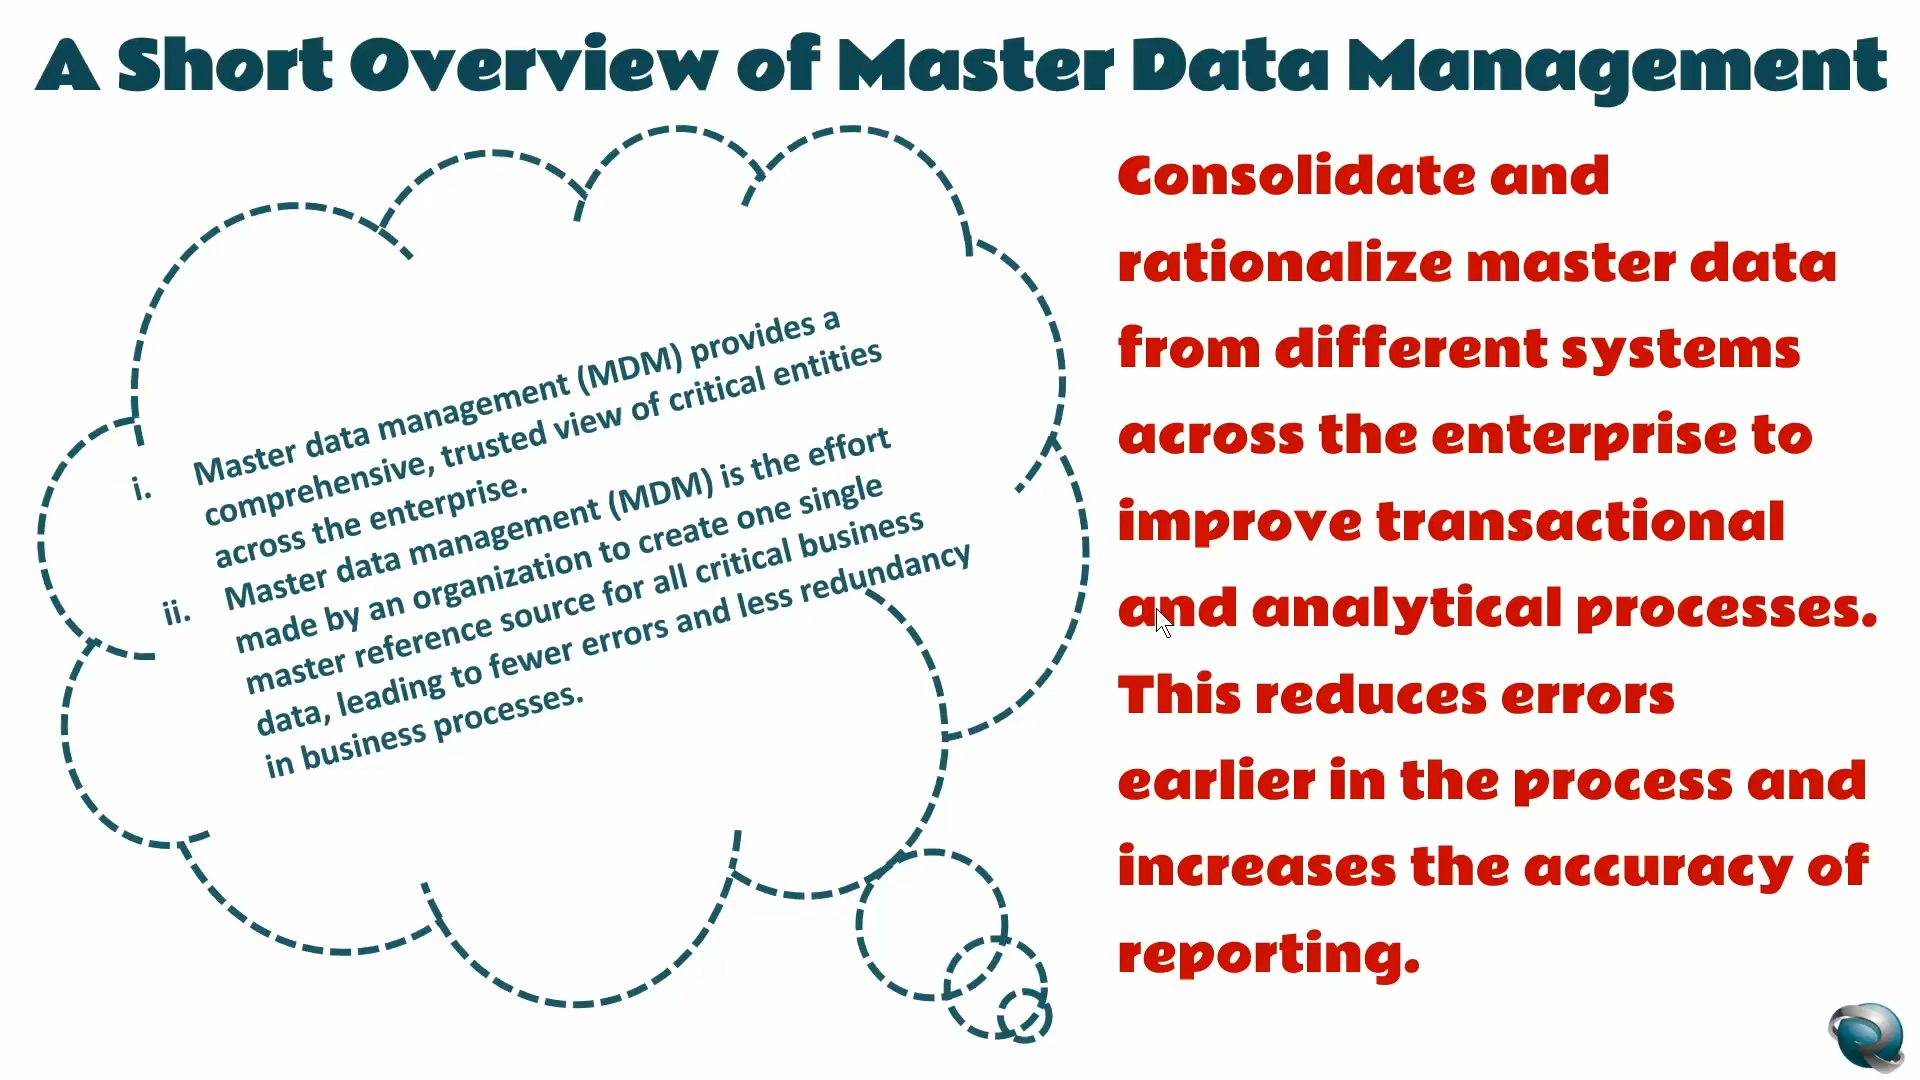 A Short Overview of Master Data Management
i. Master data management (MDM) provides a
comprehensive, trusted view of critical entities
across the enterprise.
ii. Master data management (MDM) is the effort
made by an organization to create one single
master reference source for all critical business
data, leading to fewer errors and less redundancy
in business processes.
Consolidate and
rationalize master data
from different systems
across the enterprise to
improve transactional
and analytical processes.
This reduces errors
earlier in the process and
increases the accuracy of
reporting.